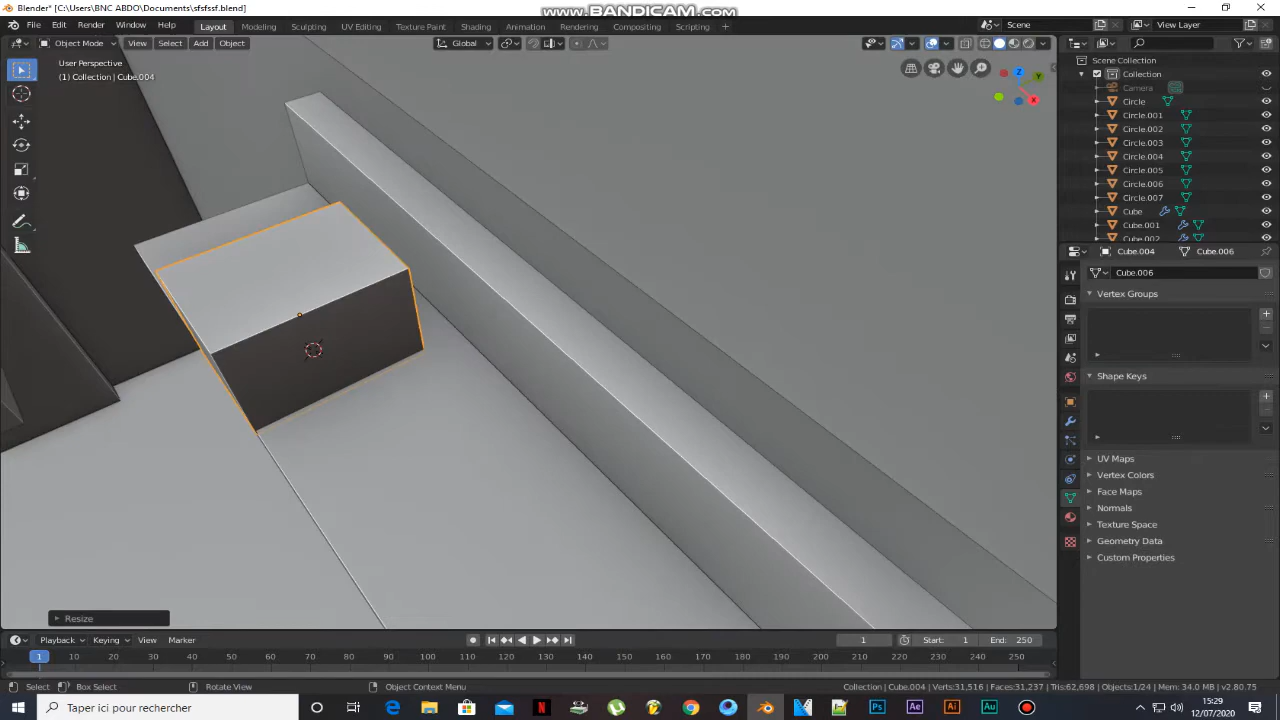 Blender* [C:\Users\BNC ABDO\Documents\sfsfssf.blend]
www.BANDICAM.com
File Edit Render Window Help
Layout Modeling Sculpting UV Editing Texture Paint Shading Animation Rendering Compositing Scripting +
Scene
View Layer
Object Mode View Select Add Object
Global
User Perspective
(1) Collection | Cube.004
Z
Y
X
Scene Collection
Collection
Camera
Circle
Circle.001
Circle.002
Circle.003
Circle.004
Circle.005
Circle.006
Circle.007
Cube
Cube.001
Cube.002
Cube.004 Cube.006
Cube.006
Vertex Groups
Shape Keys
UV Maps
Vertex Colors
Face Maps
Normals
Texture Space
Geometry Data
Custom Properties
Resize
Playback Keying View Marker
1
Start: 1
End: 250
1 10 20 30 40 50 60 70 80 90 100 110 120 130 140 150 160 170 180 190 200 210 220 230 240 250
Select Box Select Rotate View Object Context Menu
Collection | Cube.004 | Verts:31,516 | Faces:31,237 | Tris:62,698 | Objects:1/24 | Mem: 34.0 MB | v2.80.75
Taper ici pour rechercher
Ps Ae Ai Au
15:29
12/07/2020